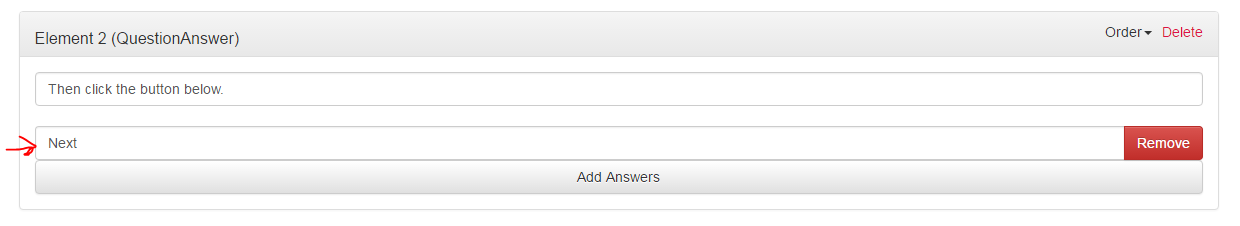 Element 2 (QuestionAnswer) Order Delete
Then click the button below.
Next Remove
Add Answers